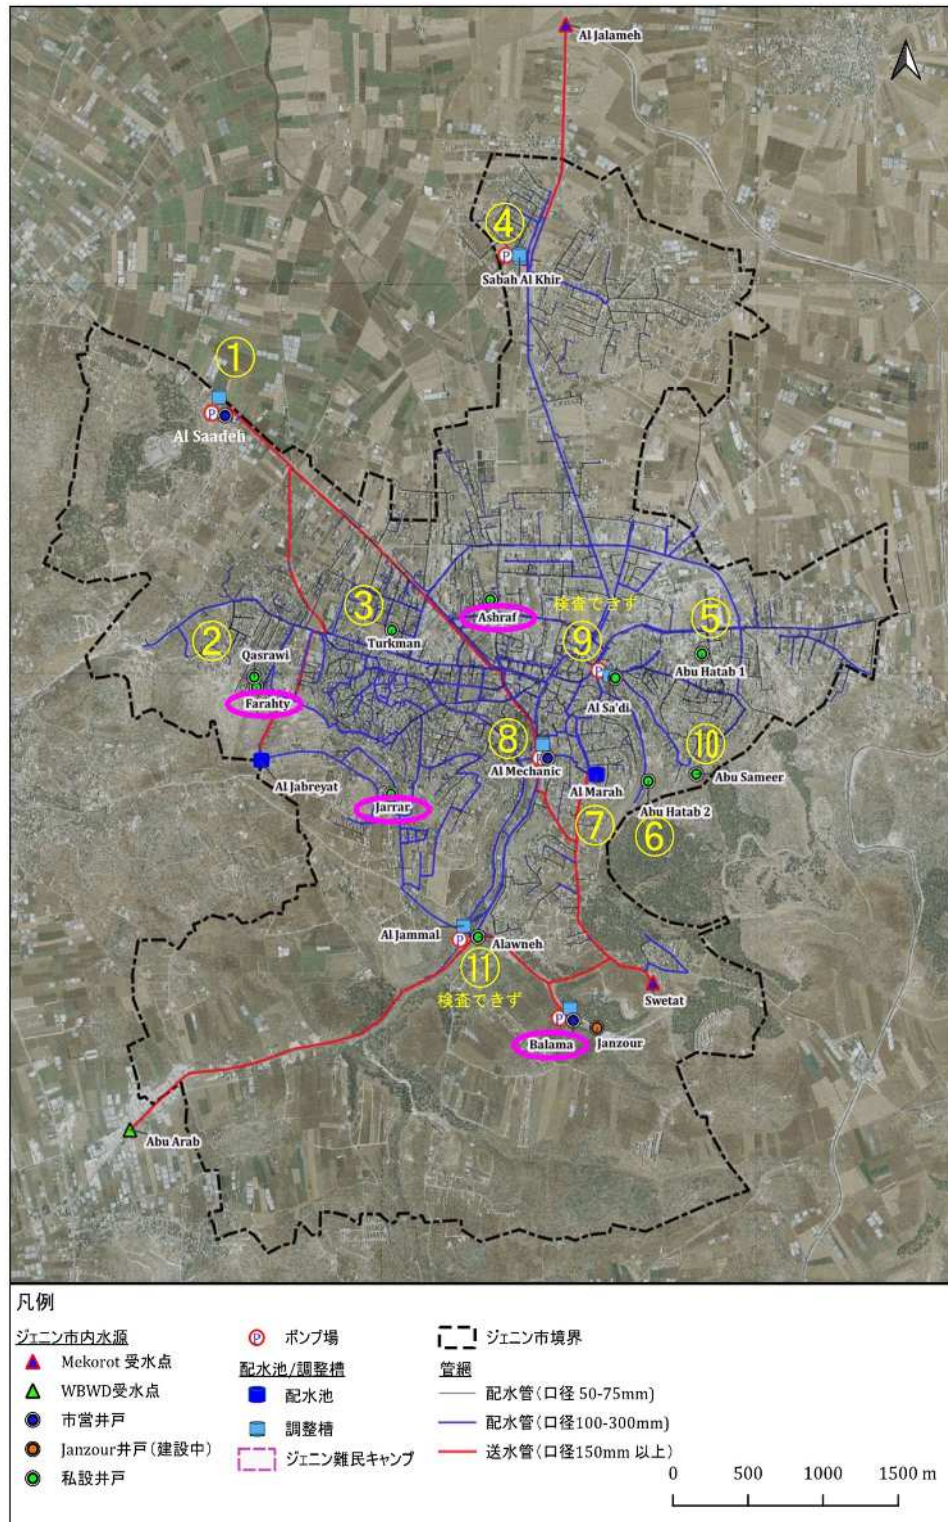 Al Jalameh
④
Sabah Al Khir
①
P
Al Saadeh
③
Ashraf
検査できず
⑤
②
Turkman
⑨
Qasrawi
P
Abu Hatab 1
Farahty
Al Sa'di
⑧
⑩
Al Mechanic
Abu Sameer
Al Jabreyat
Al Marah
Jarrar
Abu Hatab 2
⑦
⑥
Al Jammal
P
Alawneh
⑪
検査できず
Swetat
P
Balama
Janzour
Abu Arab
凡例
ジェニン市内水源
Mekorot 受水点
WBWD受水点
市営井戸
Janzour井戸(建設中)
私設井戸
P ポンプ場
配水池/調整槽
配水池
調整槽
ジェニン難民キャンプ
ジェニン市境界
管網
配水管(口径 50-75mm)
配水管(口径100-300mm)
送水管(口径150mm 以上)
0 500 1000 1500 m